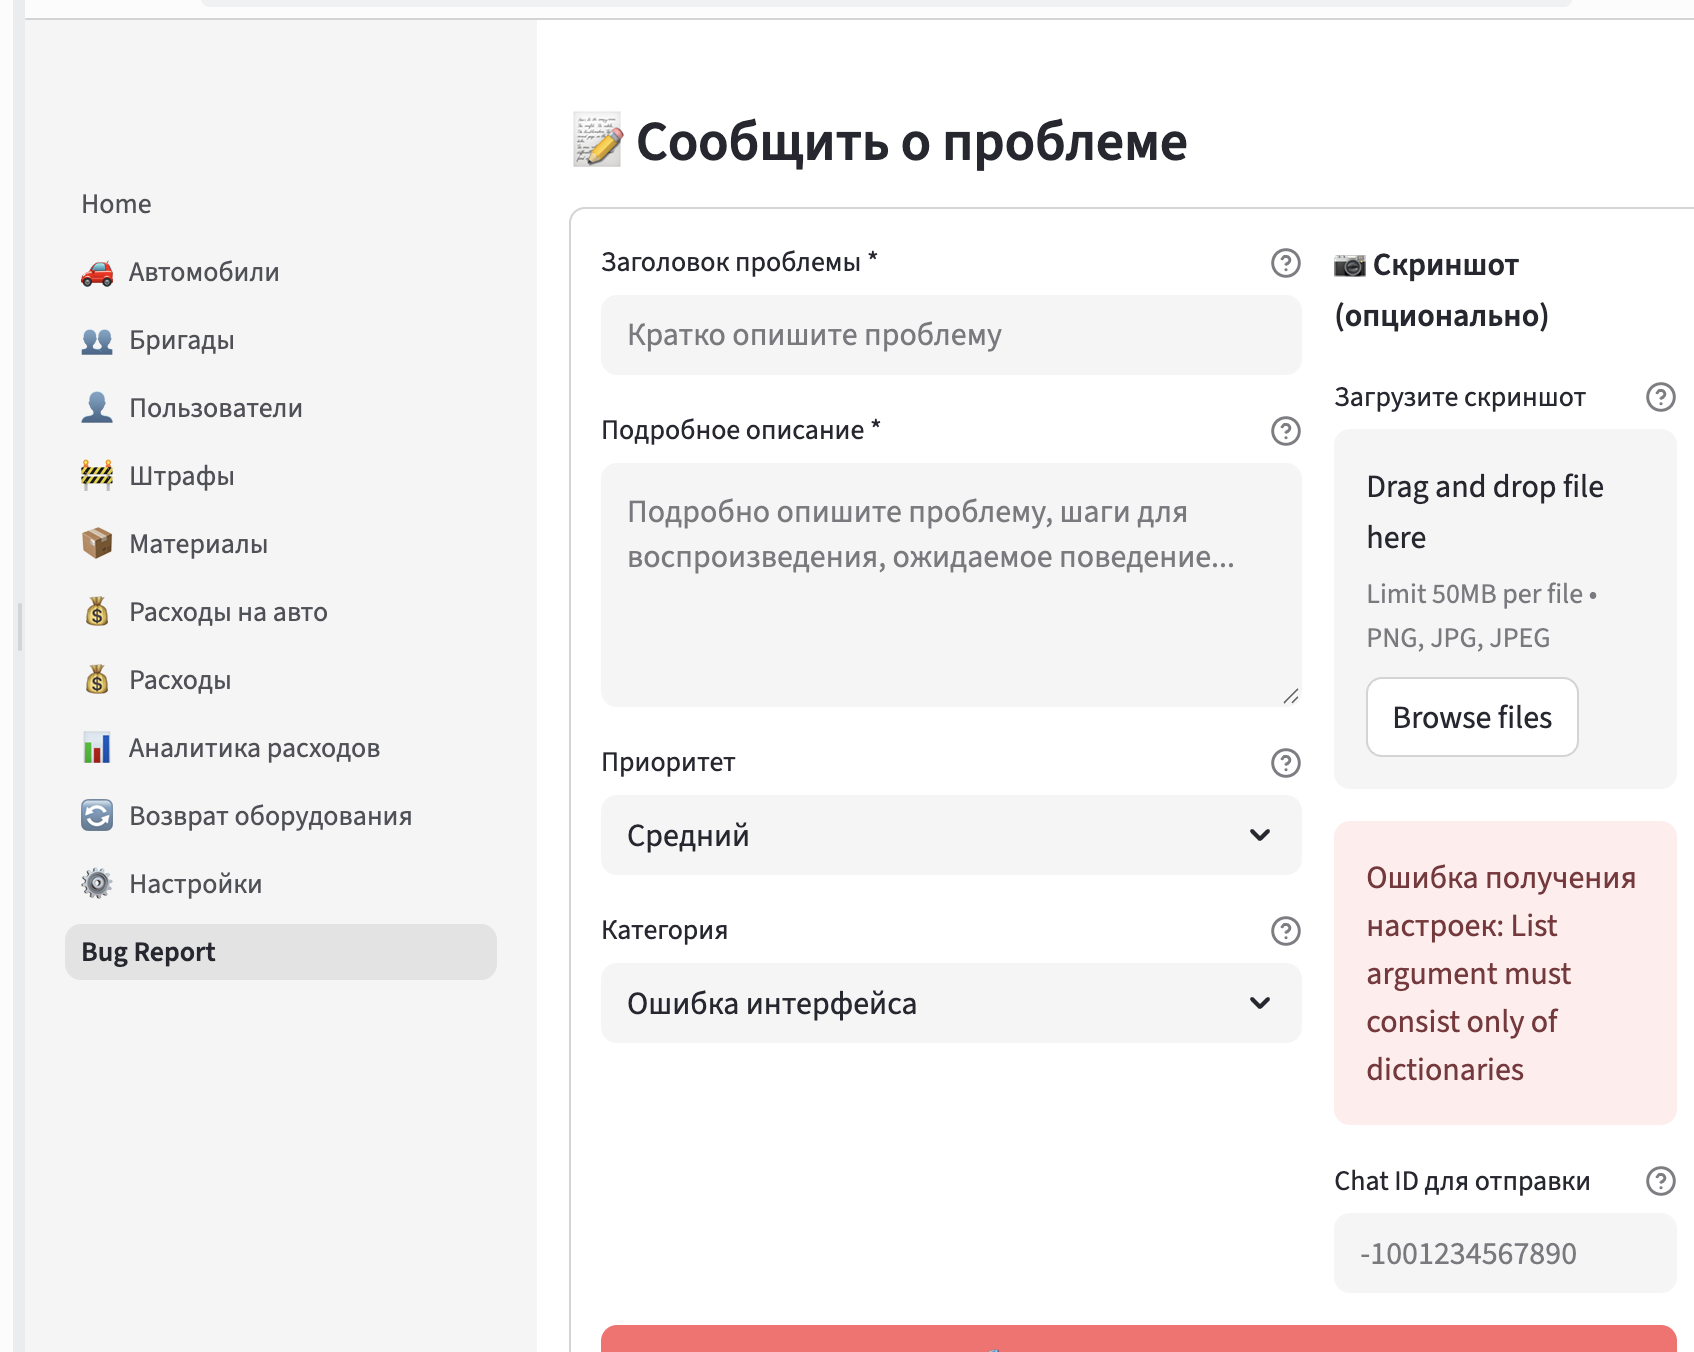 Home
Автомобили
Бригады
Пользователи
Штрафы
Материалы
Расходы на авто
Расходы
Аналитика расходов
Возврат оборудования
Настройки
Bug Report
Сообщить о проблеме
Заголовок проблемы *
Кратко опишите проблему
Подробное описание *
Подробно опишите проблему, шаги для
воспроизведения, ожидаемое поведение...
Приоритет
Средний
Категория
Ошибка интерфейса
Скриншот
(опционально)
Загрузите скриншот
Drag and drop file
here
Limit 50MB per file •
PNG, JPG, JPEG
Browse files
Ошибка получения
настроек: List
argument must
consist only of
dictionaries
Chat ID для отправки
-1001234567890